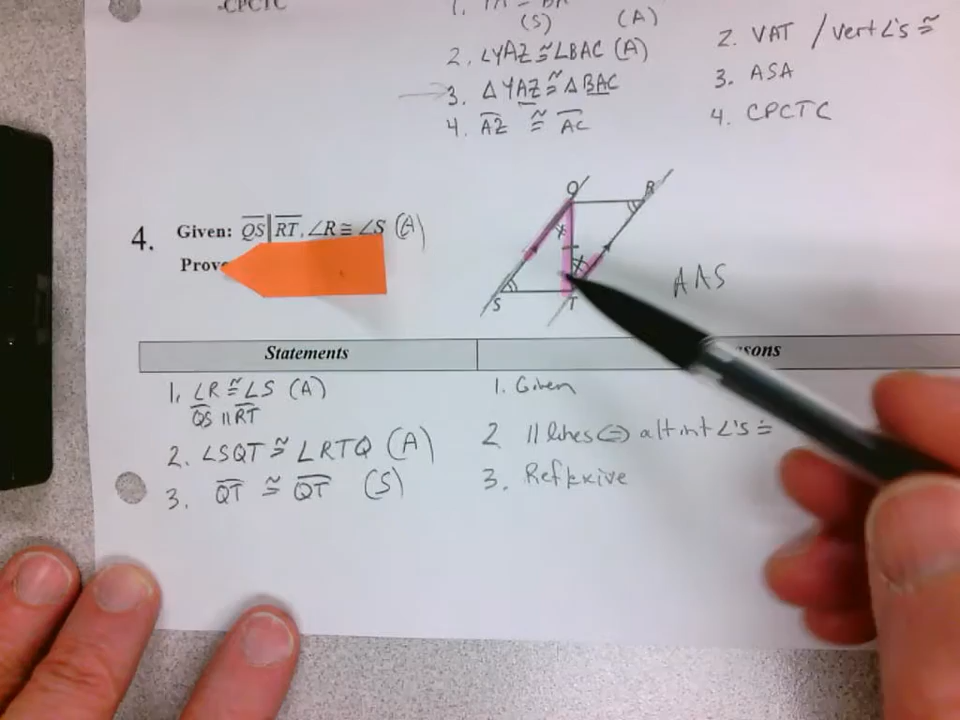 -CPCTC
1.
(S) (A)
2. ∠YAZ ≅ ∠BAC (A)
2. VAT / vert ∠'s ≅
3. △YAZ ≅ △BAC
3. ASA
4. AZ ≅ AC
4. CPCTC
4.
Given: QS || RT, ∠R ≅ ∠S (A)
Q R
S T
AAS
Statements
1. ∠R ≅ ∠S (A)
1. Given
QS || RT
2. ∠SQT ≅ ∠RTQ (A)
2 || lines ⇔ alt int ∠'s ≅
3. QT ≅ QT (S)
3. Reflexive